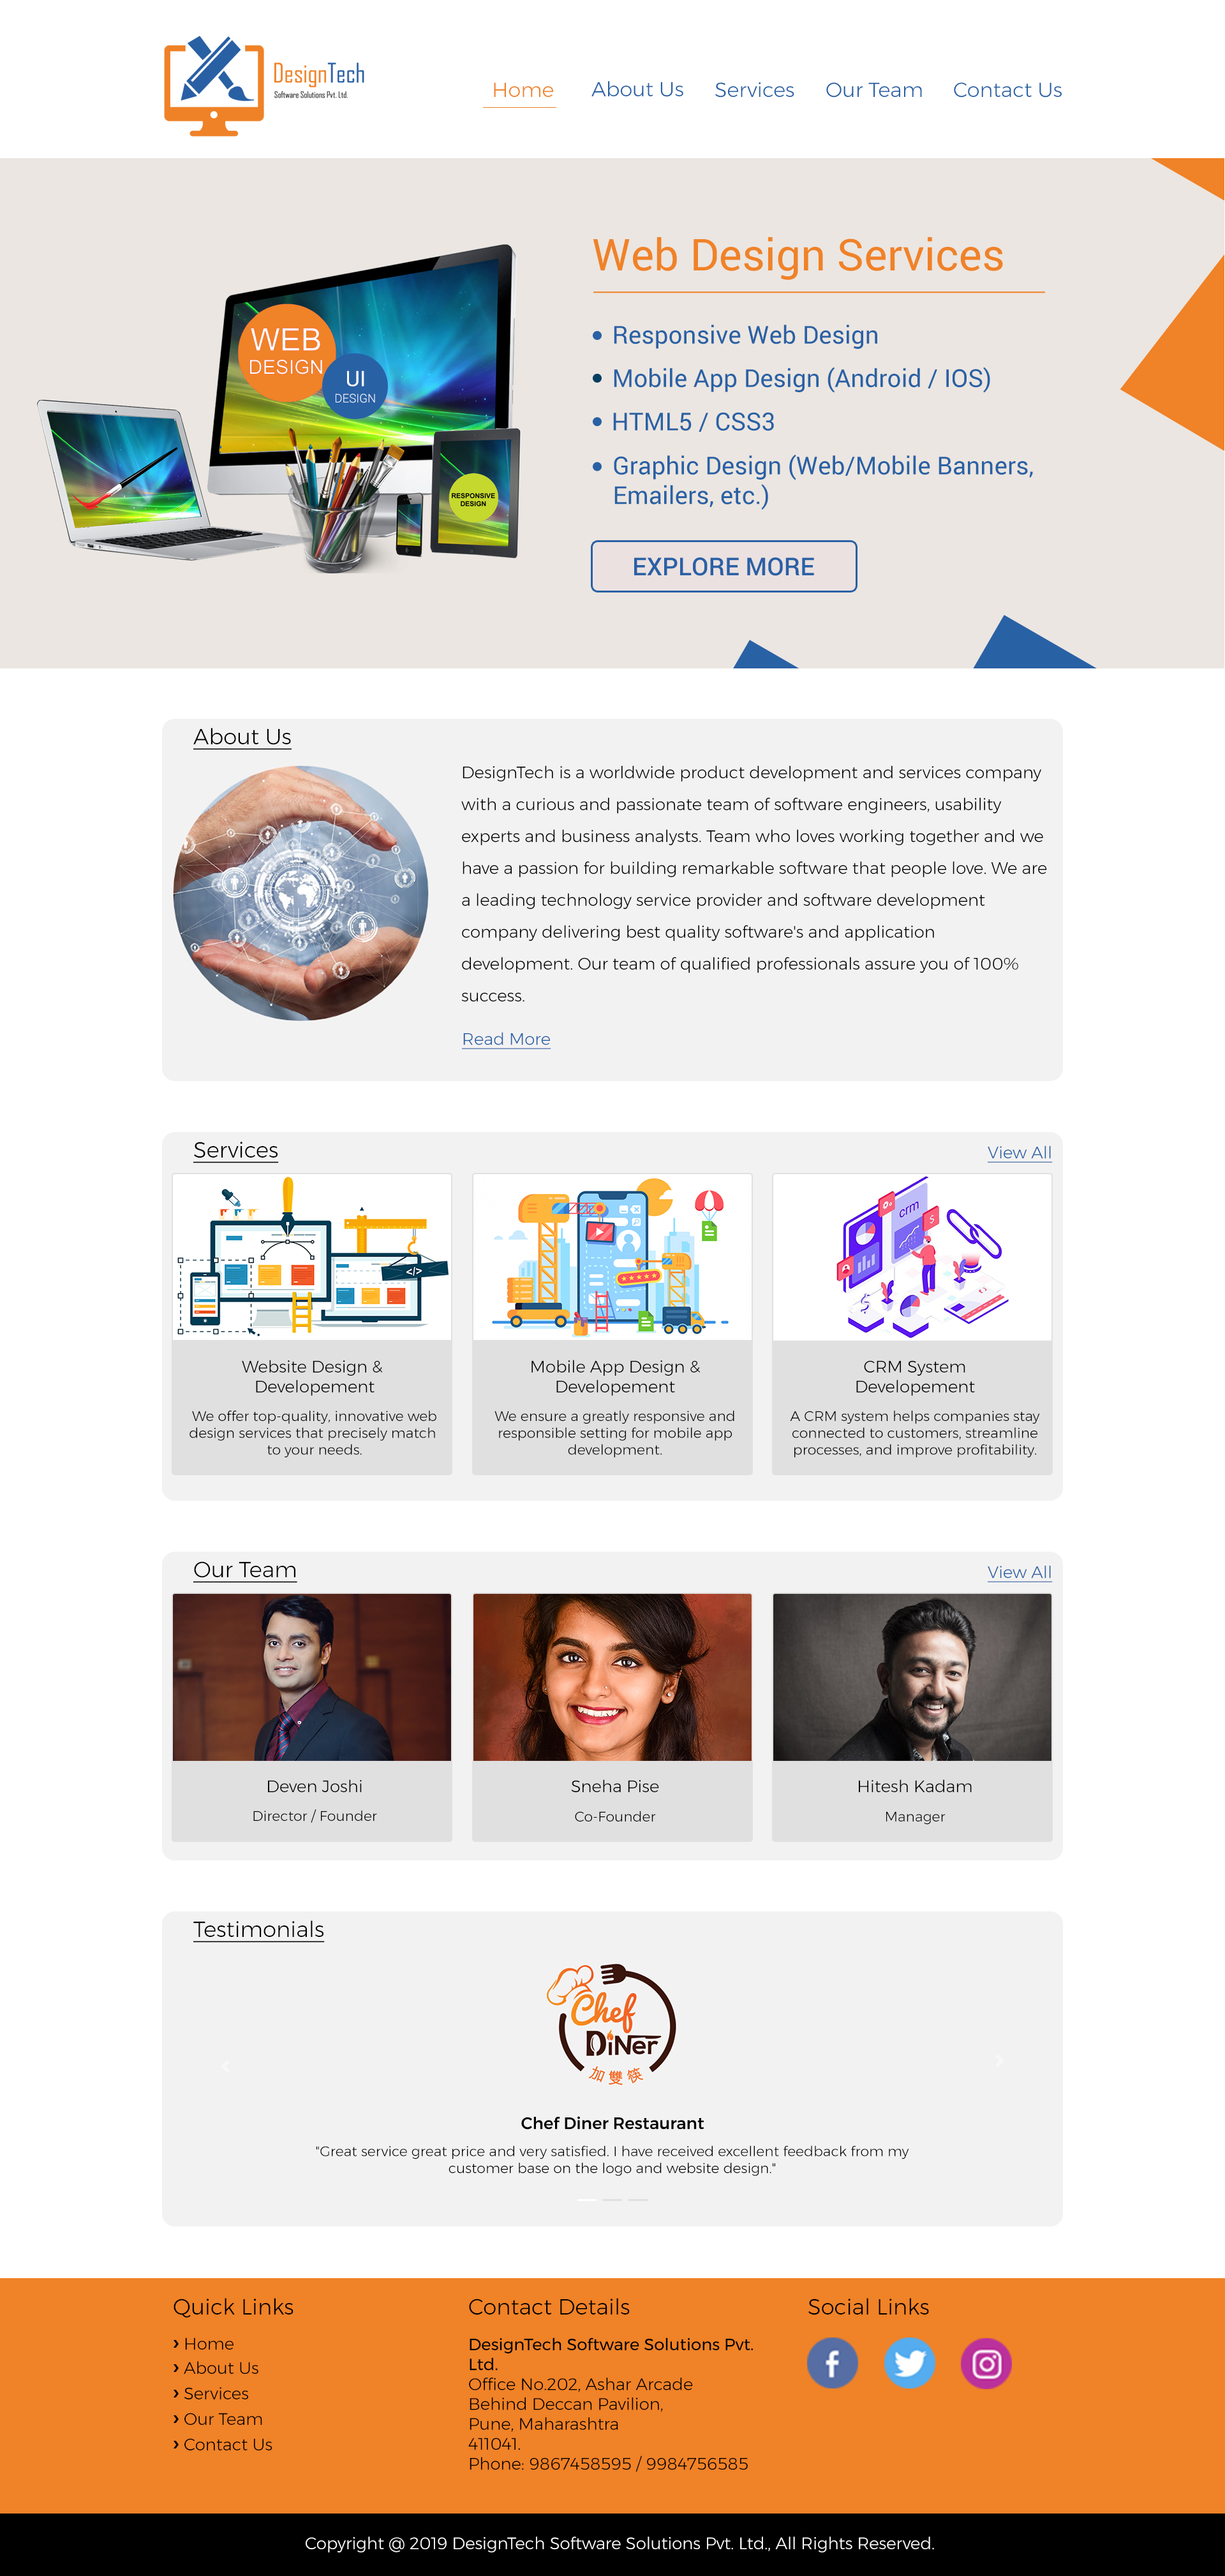 DesignTech
Software Solutions Pvt. Ltd.
Home
About Us
Services
Our Team
Contact Us
WEB
DESIGN
UI
DESIGN
RESPONSIVE
DESIGN
Web Design Services
Responsive Web Design
Mobile App Design (Android / IOS)
HTML5 / CSS3
Graphic Design (Web/Mobile Banners,
Emailers, etc.)
EXPLORE MORE
About Us
DesignTech is a worldwide product development and services company
with a curious and passionate team of software engineers, usability
experts and business analysts. Team who loves working together and we
have a passion for building remarkable software that people love. We are
a leading technology service provider and software development
company delivering best quality software's and application
development. Our team of qualified professionals assure you of 100%
success.
Read More
Services
View All
</>
crm
$
Website Design &
Developement
We offer top-quality, innovative web
design services that precisely match
to your needs.
Mobile App Design &
Developement
We ensure a greatly responsive and
responsible setting for mobile app
development.
CRM System
Developement
A CRM system helps companies stay
connected to customers, streamline
processes, and improve profitability.
Our Team
View All
Deven Joshi
Director / Founder
Sneha Pise
Co-Founder
Hitesh Kadam
Manager
Testimonials
Chef
DiNer
加雙筷
Chef Diner Restaurant
"Great service great price and very satisfied. I have received excellent feedback from my
customer base on the logo and website design."
Quick Links
› Home
› About Us
› Services
› Our Team
› Contact Us
Contact Details
DesignTech Software Solutions Pvt.
Ltd.
Office No.202, Ashar Arcade
Behind Deccan Pavilion,
Pune, Maharashtra
411041.
Phone: 9867458595 / 9984756585
Social Links
Copyright @ 2019 DesignTech Software Solutions Pvt. Ltd., All Rights Reserved.